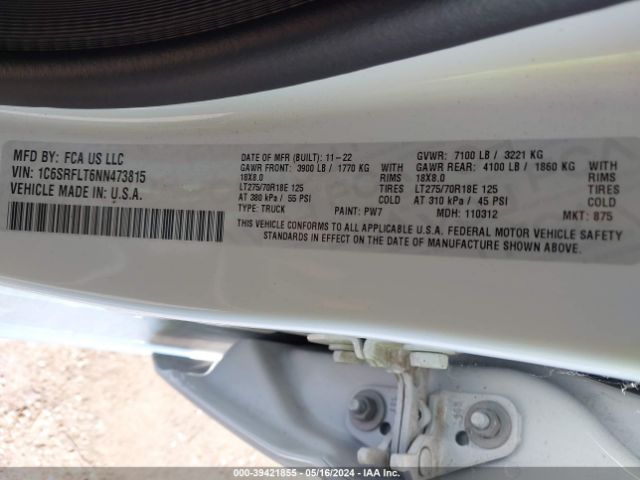 MFD BY: FCA US LLC
VIN: 1C6SRFLT6NN473815
VEHICLE MADE IN U.S.A.
DATE OF MFR (BUILT): 11-22 GVWR: 7100 LB / 3221 KG
GAWR FRONT: 3900 LB / 1770 KG WITH GAWR REAR: 4100 LB / 1860 KG WITH
18X8.0 RIMS 18X8.0 RIMS
LT275/70R18E 125 TIRES LT275/70R18E 125 TIRES
AT 380 kPa / 55 PSI COLD AT 310 kPa / 45 PSI COLD
TYPE: TRUCK PAINT: PW7 MDH: 110312 MKT: 875
THIS VEHICLE CONFORMS TO ALL APPLICABLE U.S.A. FEDERAL MOTOR VEHICLE SAFETY
STANDARDS IN EFFECT ON THE DATE OF MANUFACTURE SHOWN ABOVE.
000-39421855 - 05/16/2024 - IAA Inc.